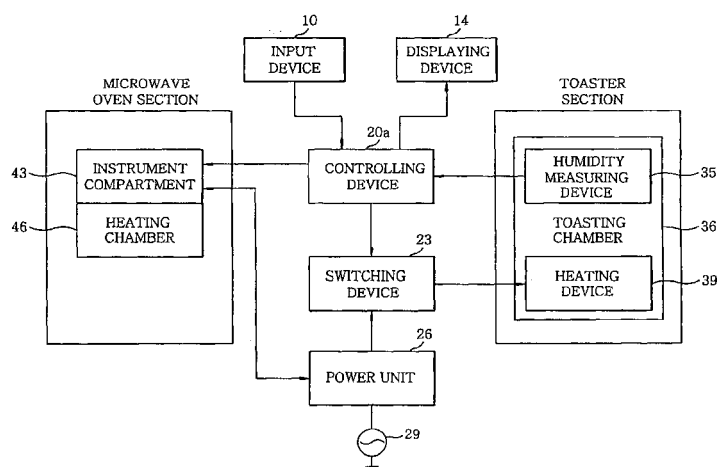 10
INPUT
DEVICE
14
DISPLAYING
DEVICE
MICROWAVE
OVEN SECTION
TOASTER
SECTION
20a
CONTROLLING
DEVICE
43
INSTRUMENT
COMPARTMENT
46
HEATING
CHAMBER
HUMIDITY
MEASURING
DEVICE
35
TOASTING
CHAMBER
36
23
SWITCHING
DEVICE
HEATING
DEVICE
39
26
POWER UNIT
29